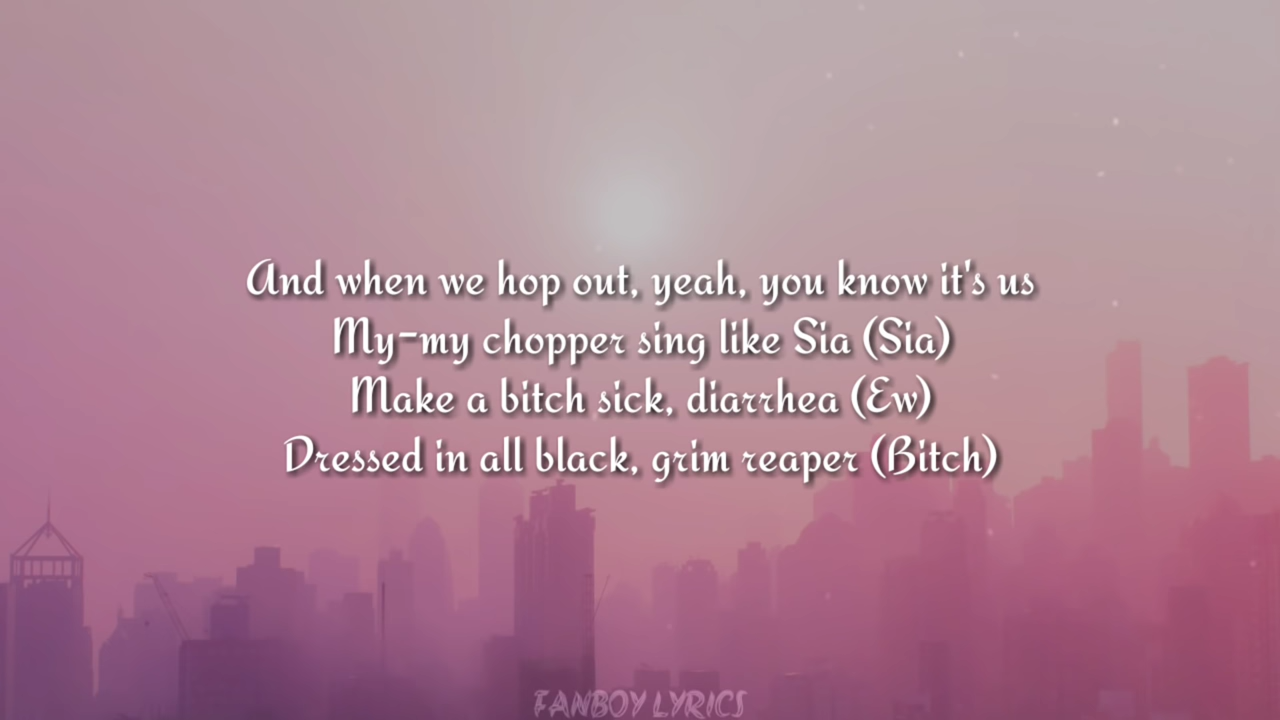 And when we hop out, yeah, you know it's us
My-my chopper sing like Sia (Sia)
Make a bitch sick, diarrhea (Ew)
Dressed in all black, grim reaper (Bitch)
FANBOY LYRICS